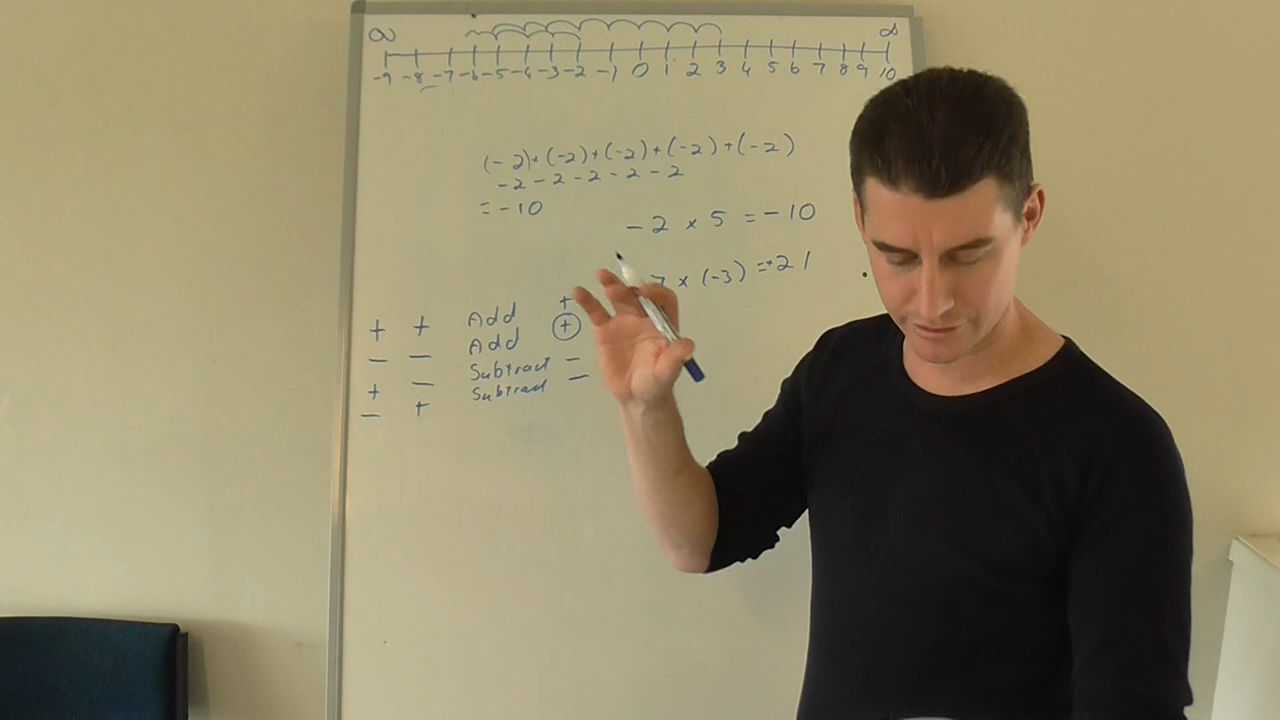 ∞ ∞
-9 -8 -7 -6 -5 -4 -3 -2 -1 0 1 2 3 4 5 6 7 8 9 10
(-2)+(-2)+(-2)+(-2)+(-2)
-2-2-2-2-2
=-10
-2 × 5 =-10
7 × (-3) =+21
+ + Add +
- - Add +
+ - Subtract -
- + Subtract -